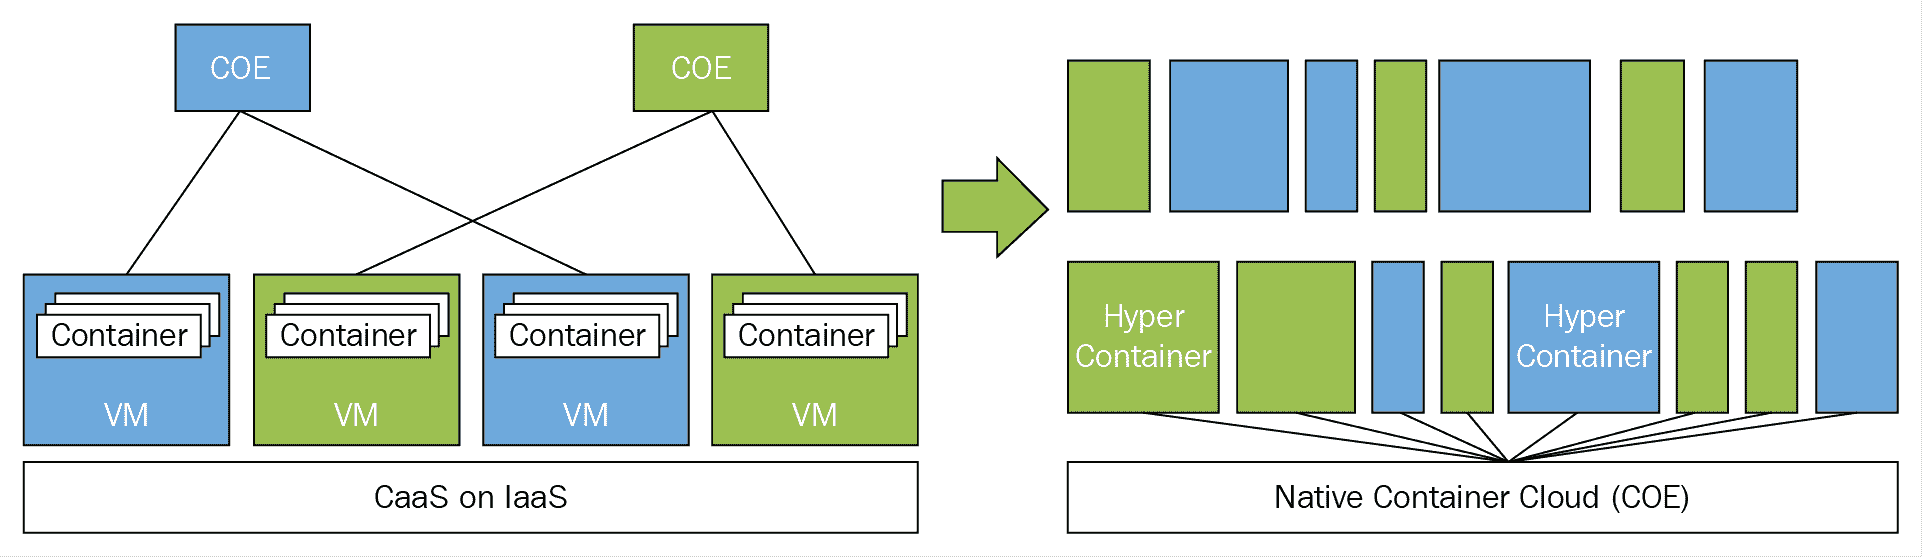 COE
COE
Container
Container
Container
Container
VM
VM
VM
VM
CaaS on IaaS
Hyper
Container
Hyper
Container
Native Container Cloud (COE)